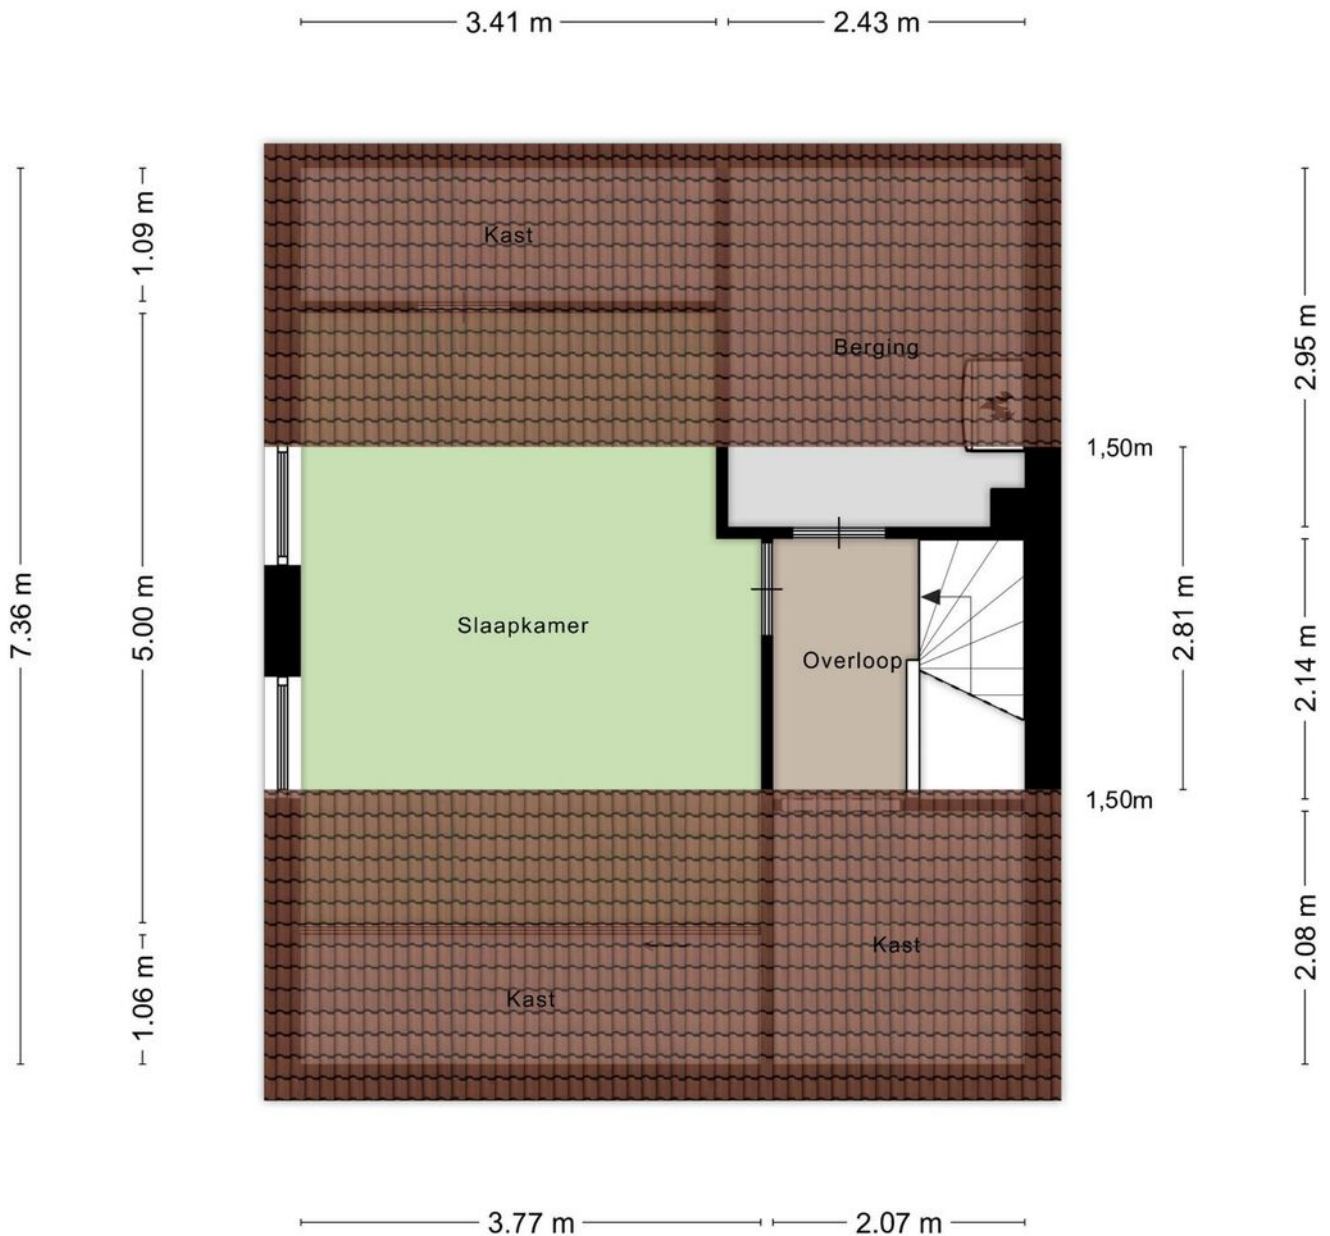 3.41 m
2.43 m
1.09 m
Kast
2.95 m
Berging
1,50m
7.36 m
5.00 m
Slaapkamer
Overloop
2.81 m
2.14 m
1,50m
1.06 m
Kast
Kast
2.08 m
3.77 m
2.07 m